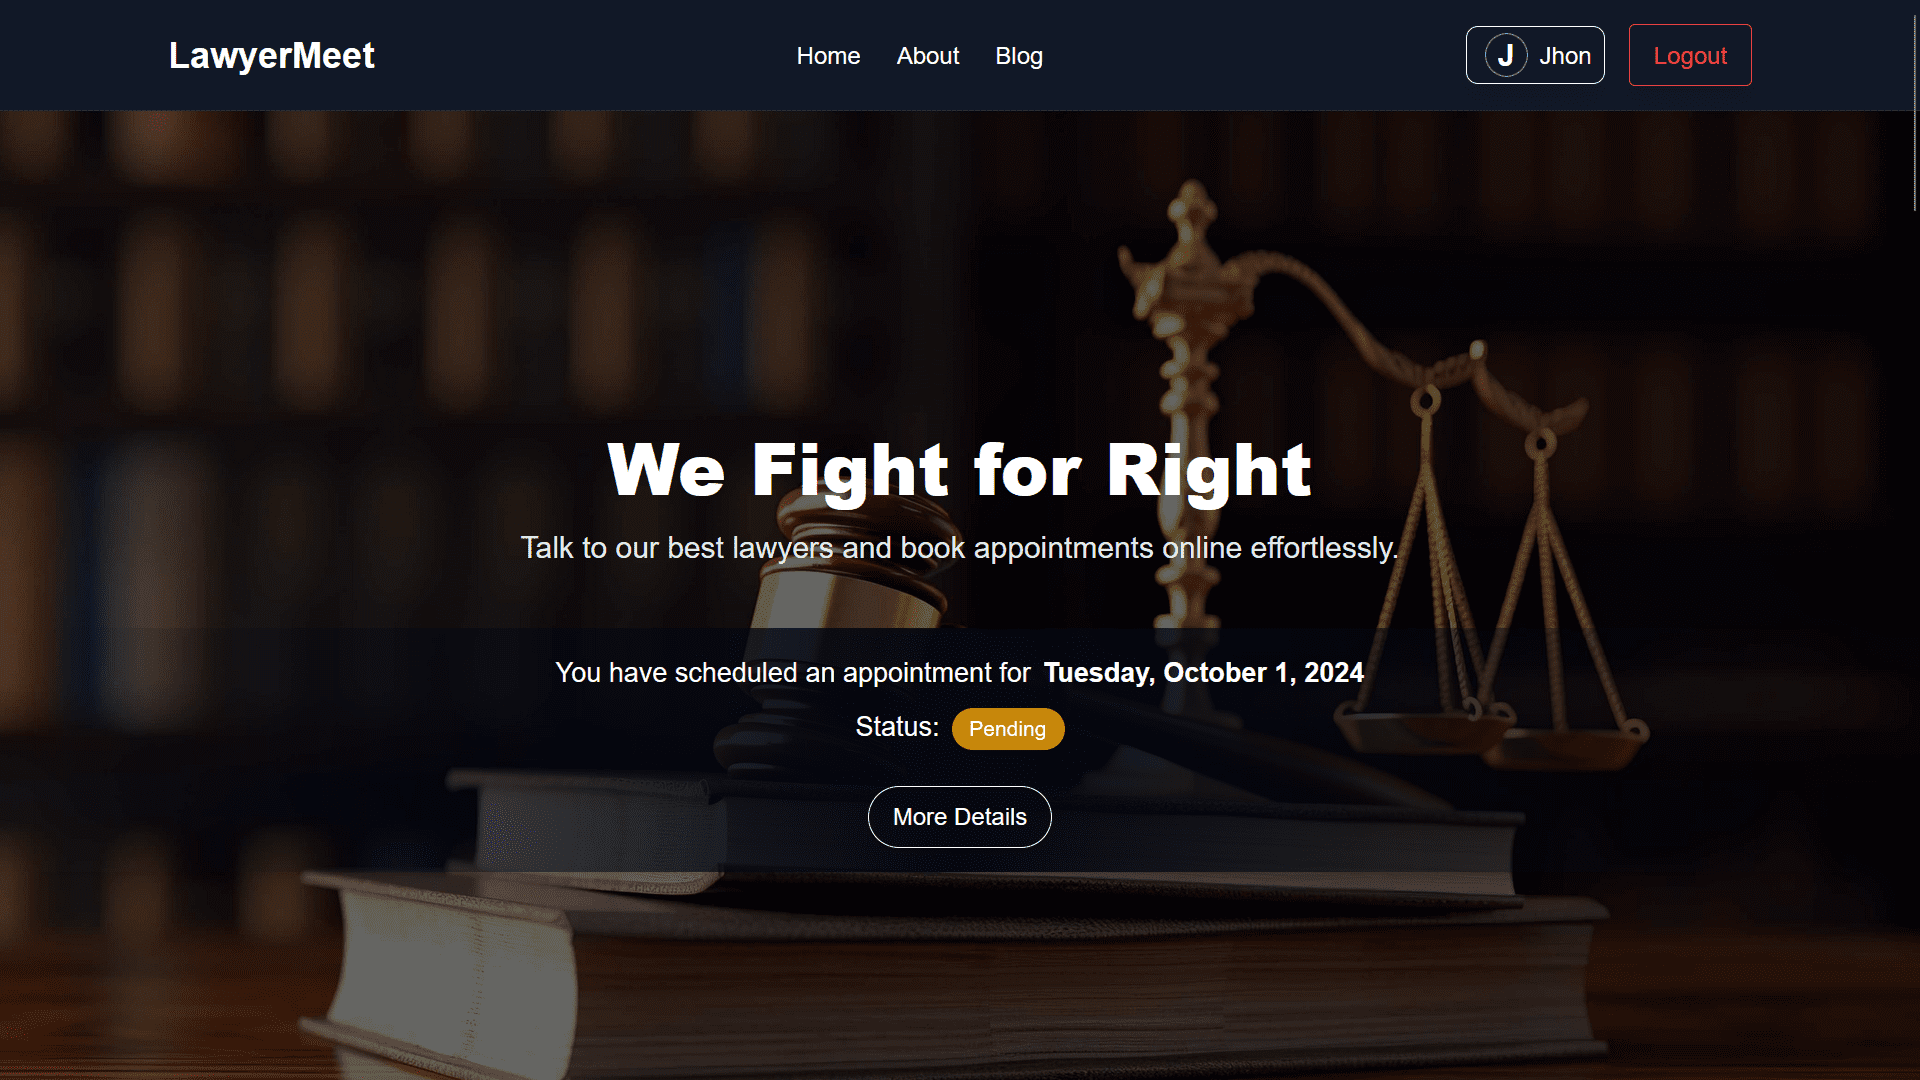 LawyerMeet
Home About Blog
J Jhon
Logout
We Fight for Right
Talk to our best lawyers and book appointments online effortlessly.
You have scheduled an appointment for Tuesday, October 1, 2024
Status: Pending
More Details